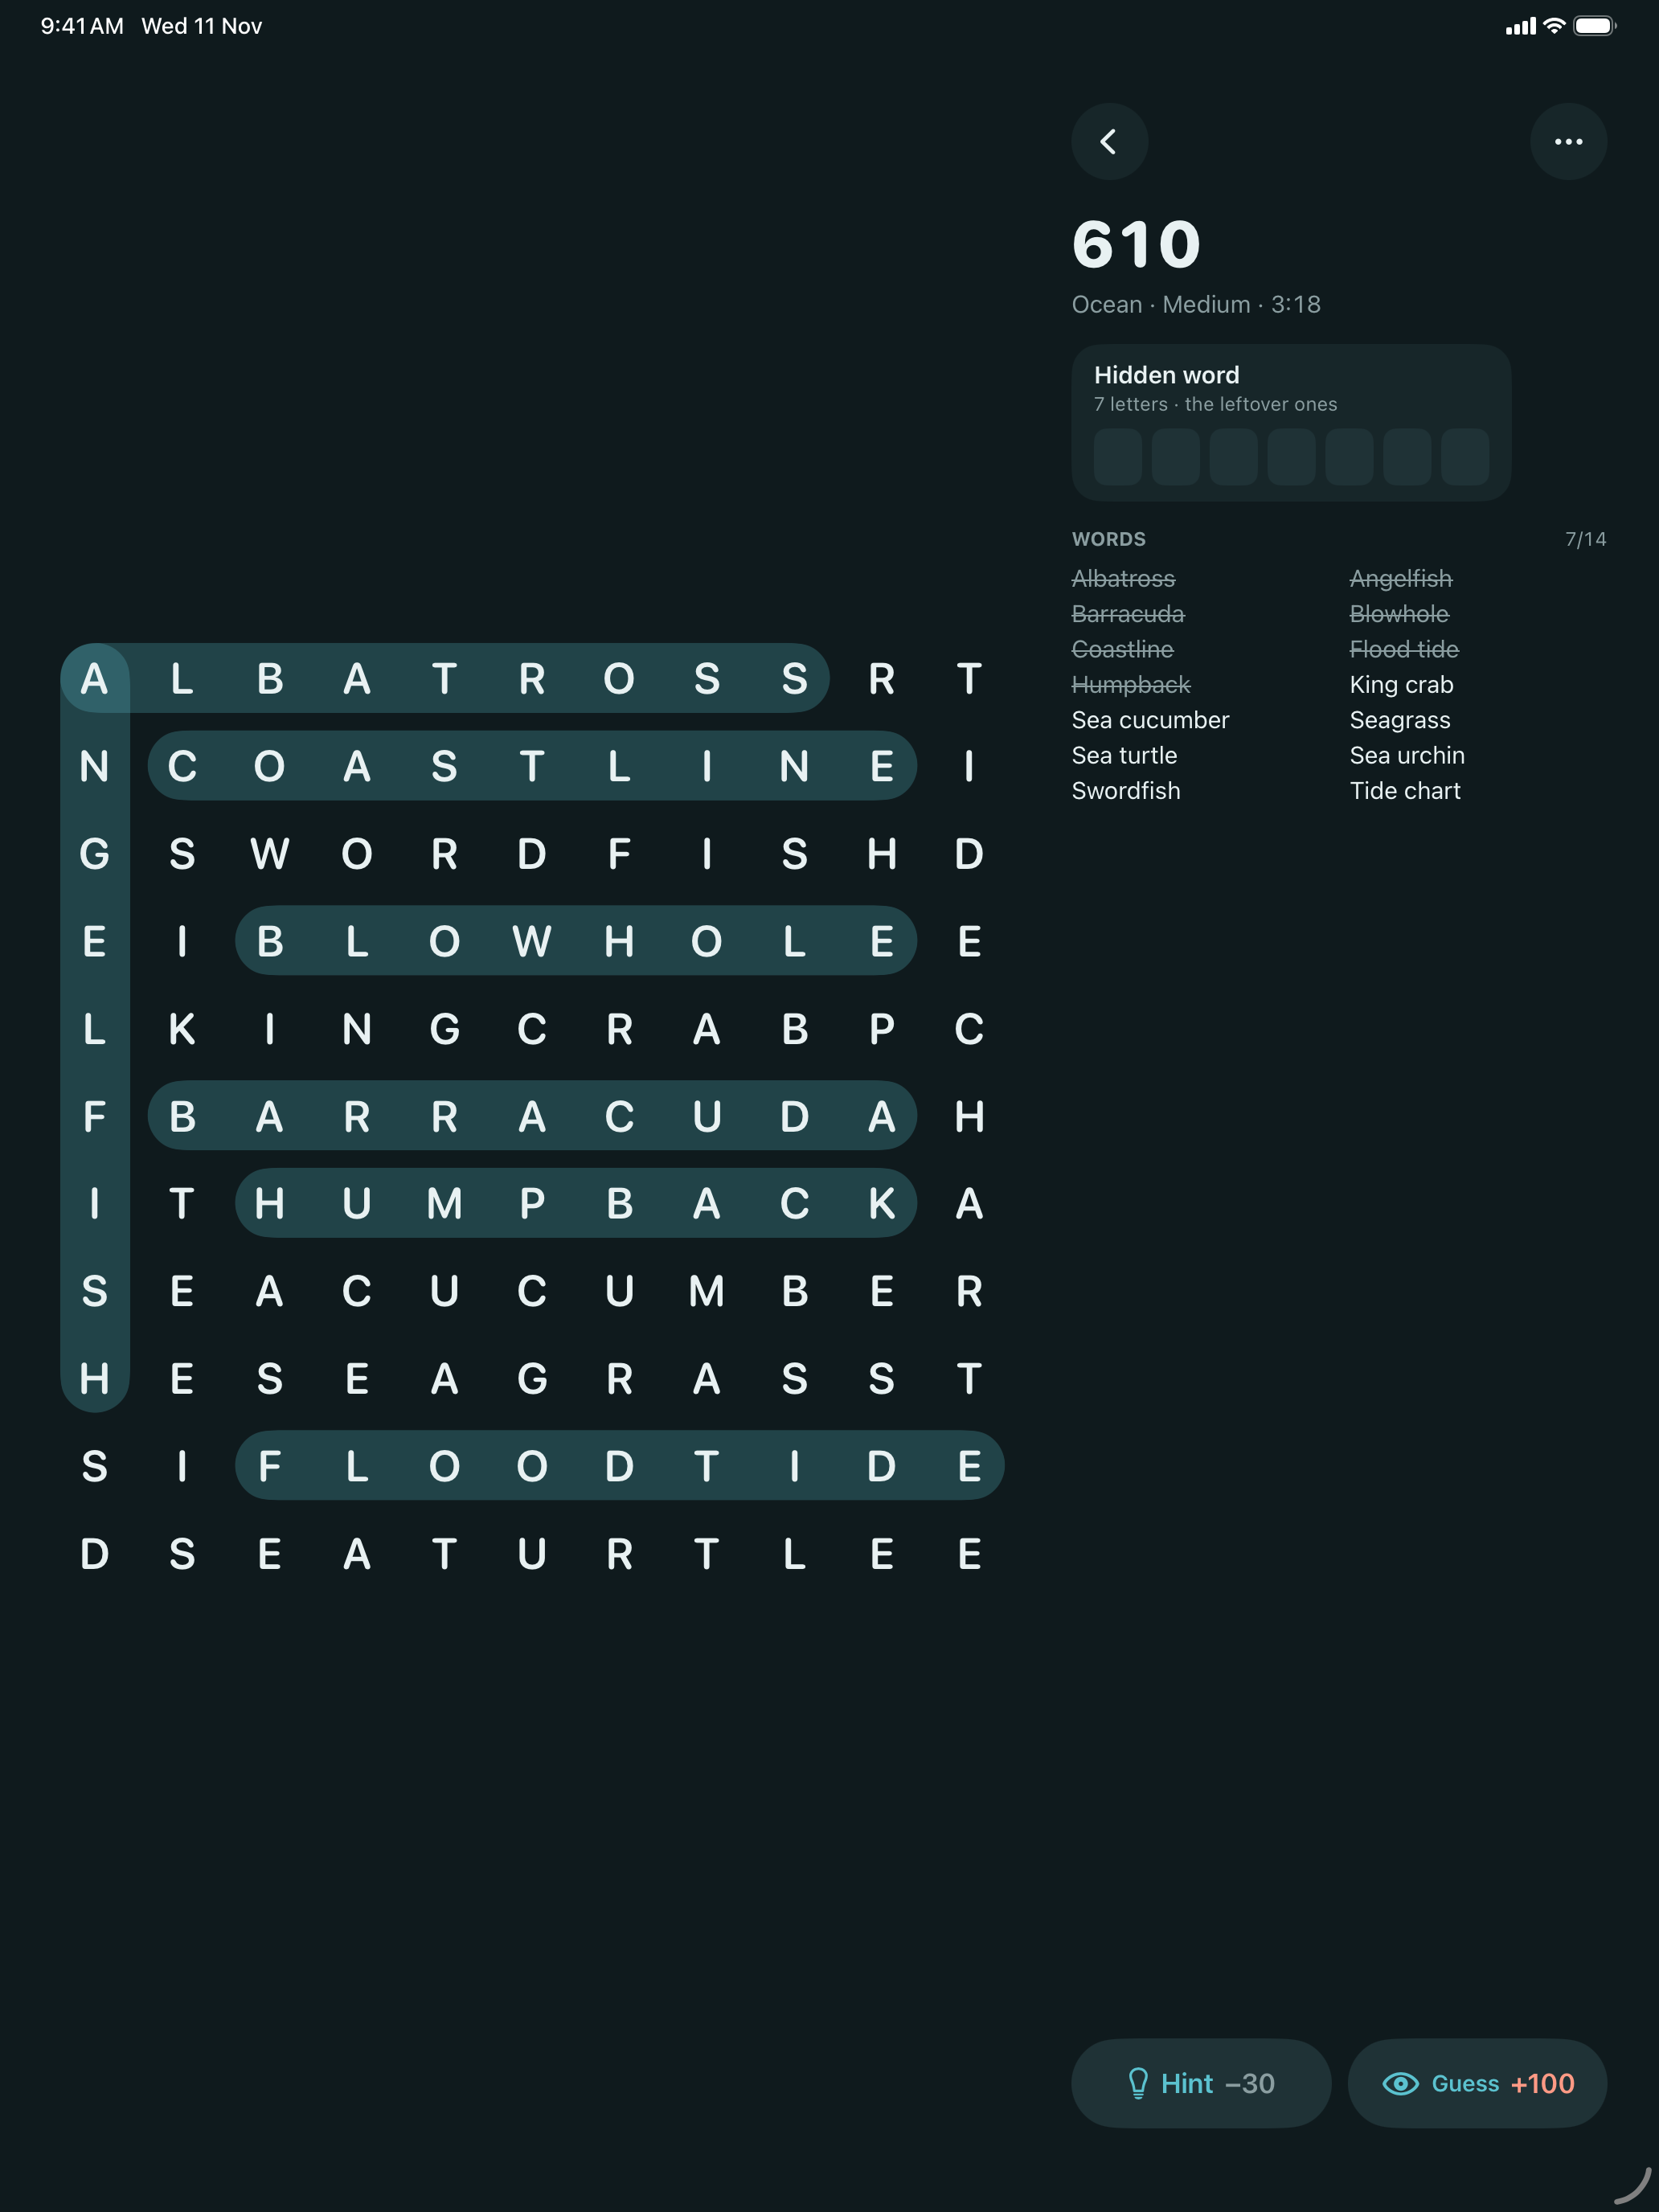 9:41 AM Wed 11 Nov
610
Ocean · Medium · 3:18
Hidden word
7 letters · the leftover ones
WORDS 7/14
Albatross Angelfish
Barracuda Blowhole
Coastline Flood tide
Humpback King crab
Sea cucumber Seagrass
Sea turtle Sea urchin
Swordfish Tide chart
A L B A T R O S S R T
N C O A S T L I N E I
G S W O R D F I S H D
E I B L O W H O L E E
L K I N G C R A B P C
F B A R R A C U D A H
I T H U M P B A C K A
S E A C U C U M B E R
H E S E A G R A S S T
S I F L O O D T I D E
D S E A T U R T L E E
Hint −30
Guess +100